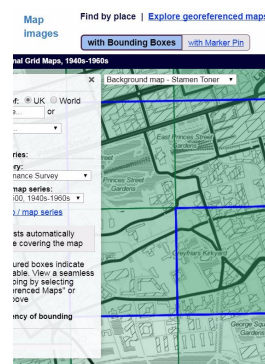 Map
images
Find by place | Explore georeferenced maps
with Bounding Boxes
with Marker Pin
nal Grid Maps, 1940s-1960s
×
Background map - Stamen Toner
of: UK World
e... or
...
ries:
ry:
nance Survey
map series:
00, 1940s-1960s
/ map series
sts automatically
e covering the map
ured boxes indicate
able. View a seamless
ping by selecting
erenced Maps" or
bove
ency of bounding
East Princes Street
Gardens
Princes Street
Gardens
Greyfriars Kirkyard
George Squ
Gardens